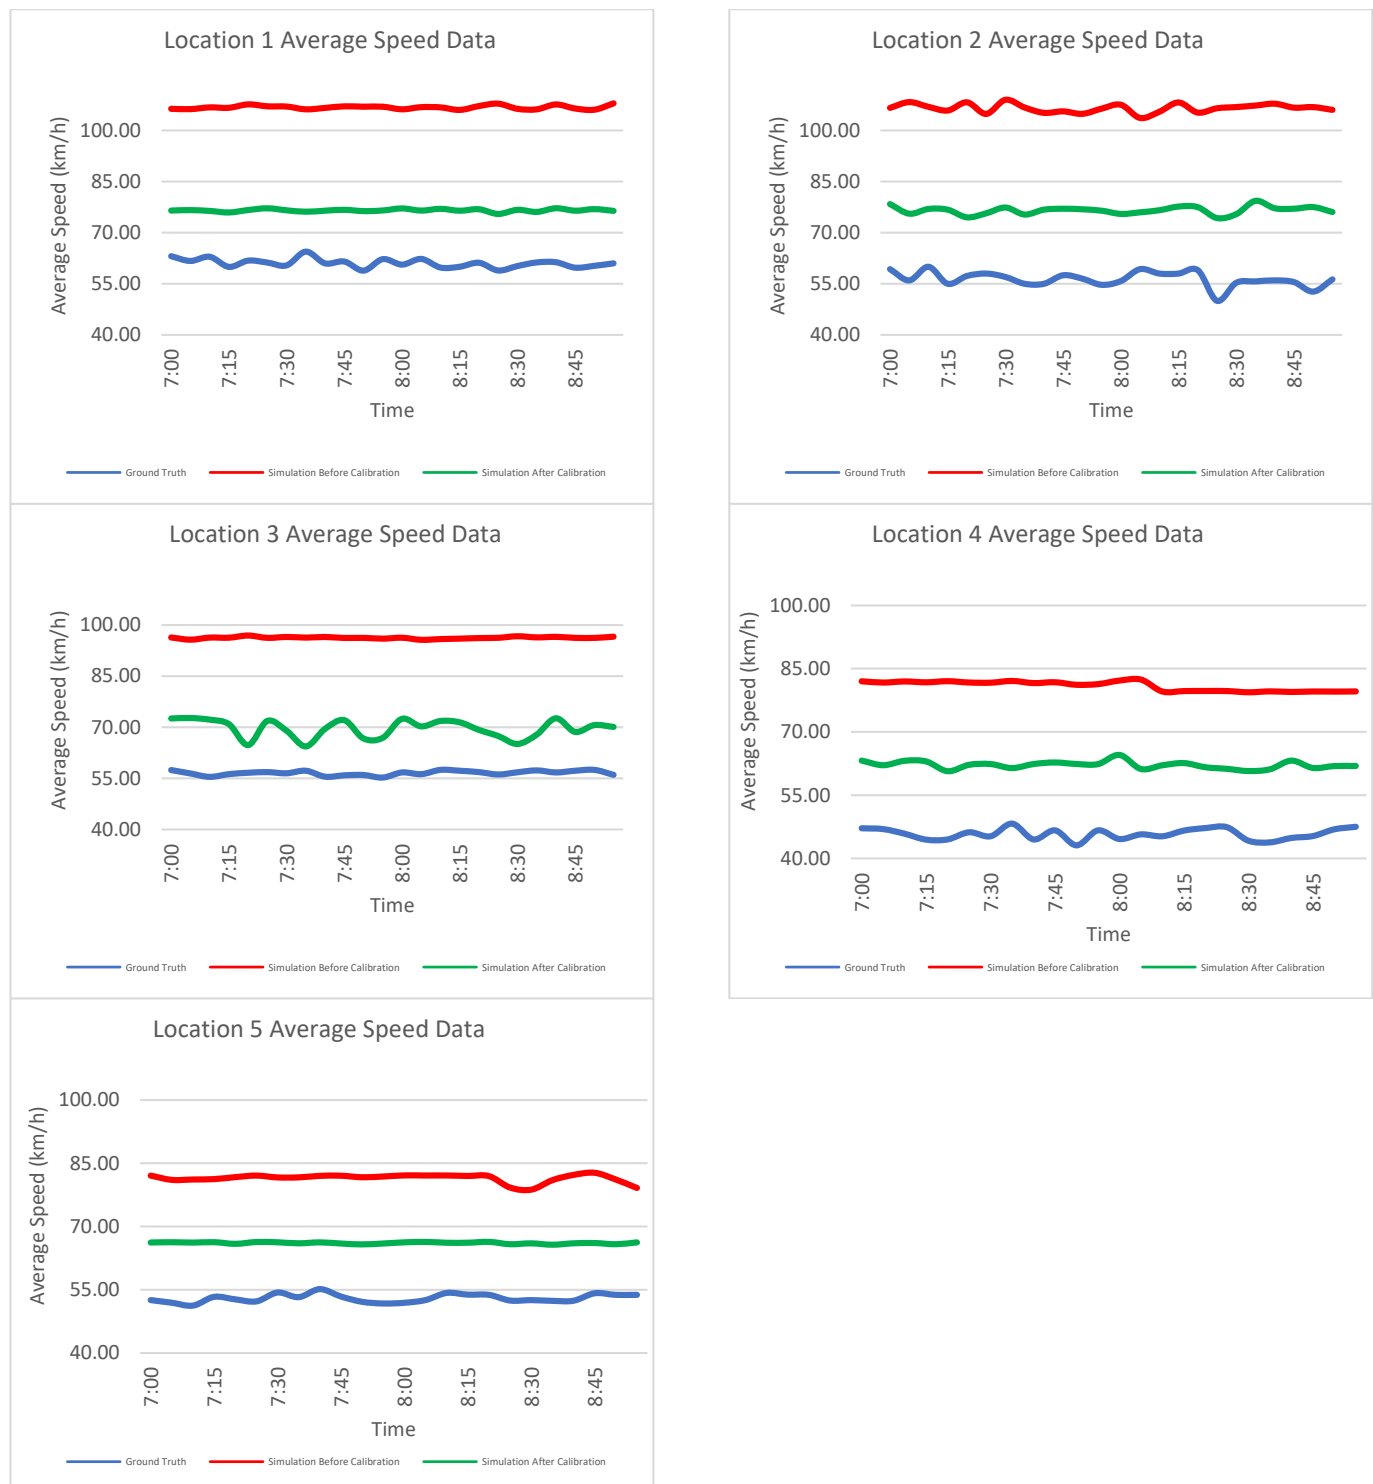 Location 1 Average Speed Data
Average Speed (km/h)
100.00
85.00
70.00
55.00
40.00
7:00 7:15 7:30 7:45 8:00 8:15 8:30 8:45
Time
Ground Truth Simulation Before Calibration Simulation After Calibration
Location 2 Average Speed Data
Average Speed (km/h)
100.00
85.00
70.00
55.00
40.00
7:00 7:15 7:30 7:45 8:00 8:15 8:30 8:45
Time
Ground Truth Simulation Before Calibration Simulation After Calibration
Location 3 Average Speed Data
Average Speed (km/h)
100.00
85.00
70.00
55.00
40.00
7:00 7:15 7:30 7:45 8:00 8:15 8:30 8:45
Time
Ground Truth Simulation Before Calibration Simulation After Calibration
Location 4 Average Speed Data
Average Speed (km/h)
100.00
85.00
70.00
55.00
40.00
7:00 7:15 7:30 7:45 8:00 8:15 8:30 8:45
Time
Ground Truth Simulation Before Calibration Simulation After Calibration
Location 5 Average Speed Data
Average Speed (km/h)
100.00
85.00
70.00
55.00
40.00
7:00 7:15 7:30 7:45 8:00 8:15 8:30 8:45
Time
Ground Truth Simulation Before Calibration Simulation After Calibration